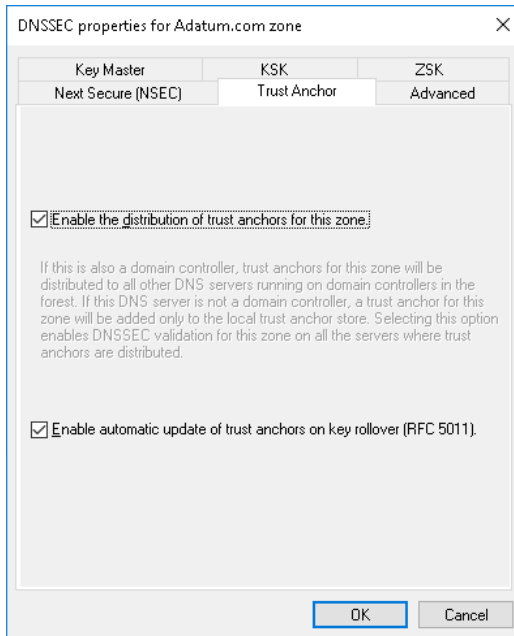 DNSSEC properties for Adatum.com zone
Key Master KSK ZSK
Next Secure (NSEC) Trust Anchor Advanced
Enable the distribution of trust anchors for this zone.
If this is also a domain controller, trust anchors for this zone will be
distributed to all other DNS servers running on domain controllers in the
forest. If this DNS server is not a domain controller, a trust anchor for this
zone will be added only to the local trust anchor store. Selecting this option
enables DNSSEC validation for this zone on all the servers where trust
anchors are distributed.
Enable automatic update of trust anchors on key rollover (RFC 5011).
OK Cancel